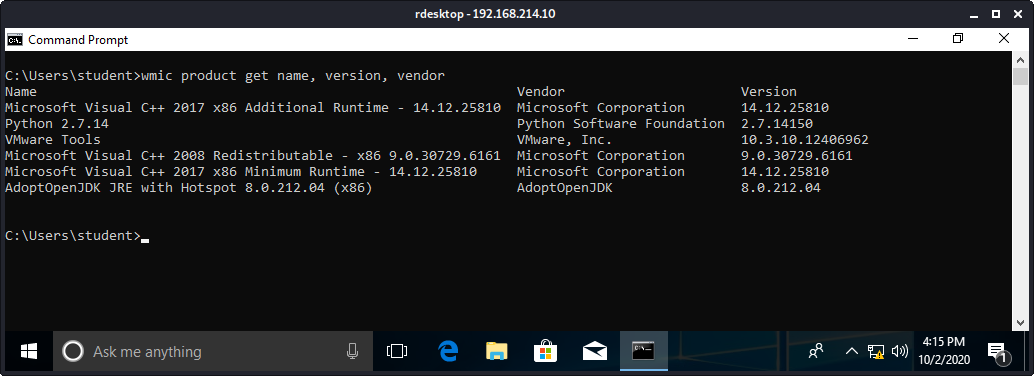 rdesktop - 192.168.214.10
Command Prompt
C:\Users\student>wmic product get name, version, vendor
Name Vendor Version
Microsoft Visual C++ 2017 x86 Additional Runtime - 14.12.25810 Microsoft Corporation 14.12.25810
Python 2.7.14 Python Software Foundation 2.7.14150
VMware Tools VMware, Inc. 10.3.10.12406962
Microsoft Visual C++ 2008 Redistributable - x86 9.0.30729.6161 Microsoft Corporation 9.0.30729.6161
Microsoft Visual C++ 2017 x86 Minimum Runtime - 14.12.25810 Microsoft Corporation 14.12.25810
AdoptOpenJDK JRE with Hotspot 8.0.212.04 (x86) AdoptOpenJDK 8.0.212.04
C:\Users\student>
Ask me anything
4:15 PM
10/2/2020
1